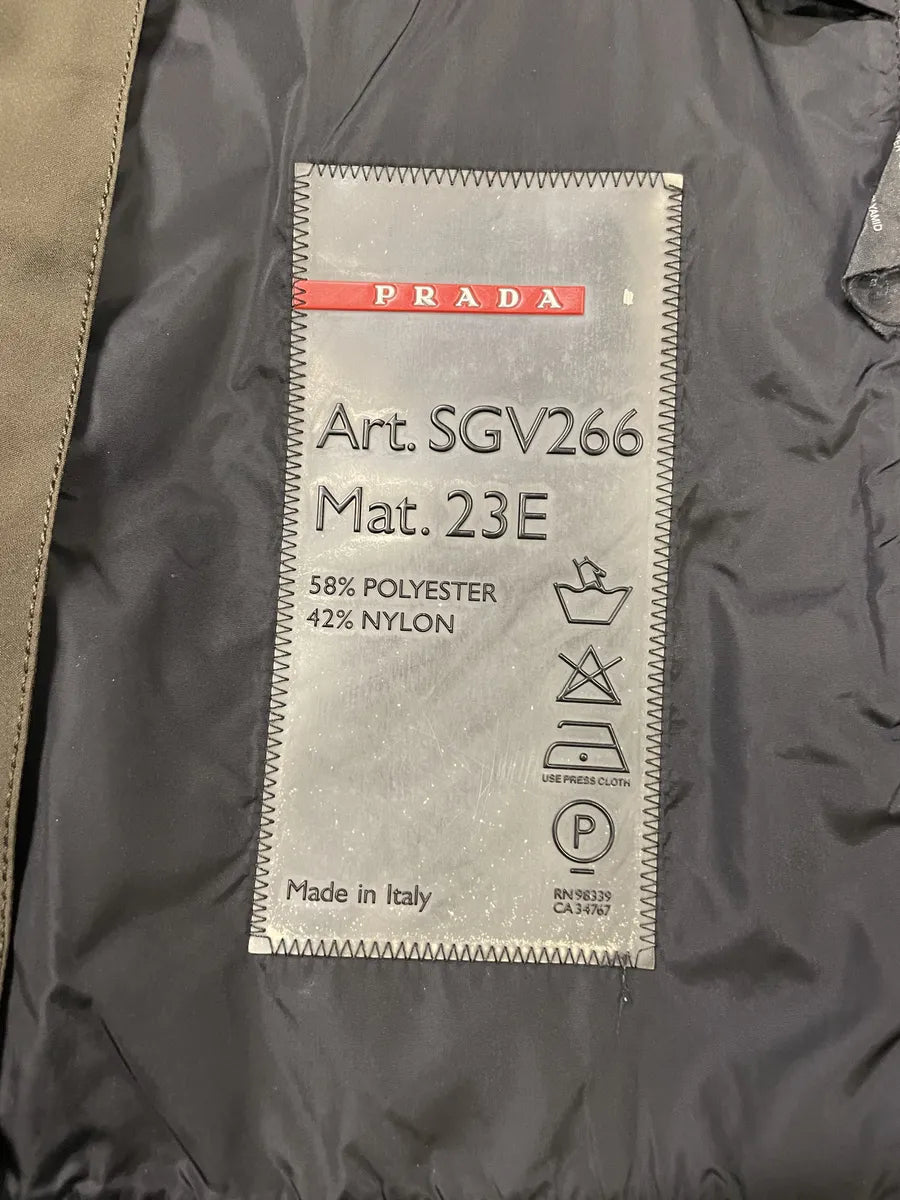 PRADA
Art. SGV266
Mat. 23E
58% POLYESTER
42% NYLON
USE PRESS CLOTH
P
Made in Italy
RN 98339
CA 34767
YAMID